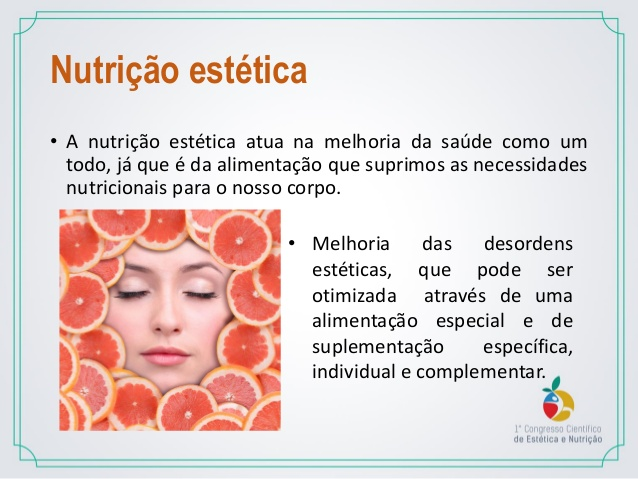 Nutrição estética
• A nutrição estética atua na melhoria da saúde como um
todo, já que é da alimentação que suprimos as necessidades
nutricionais para o nosso corpo.
• Melhoria das desordens
estéticas, que pode ser
otimizada através de uma
alimentação especial e de
suplementação específica,
individual e complementar.
1° Congresso Científico
de Estética e Nutrição